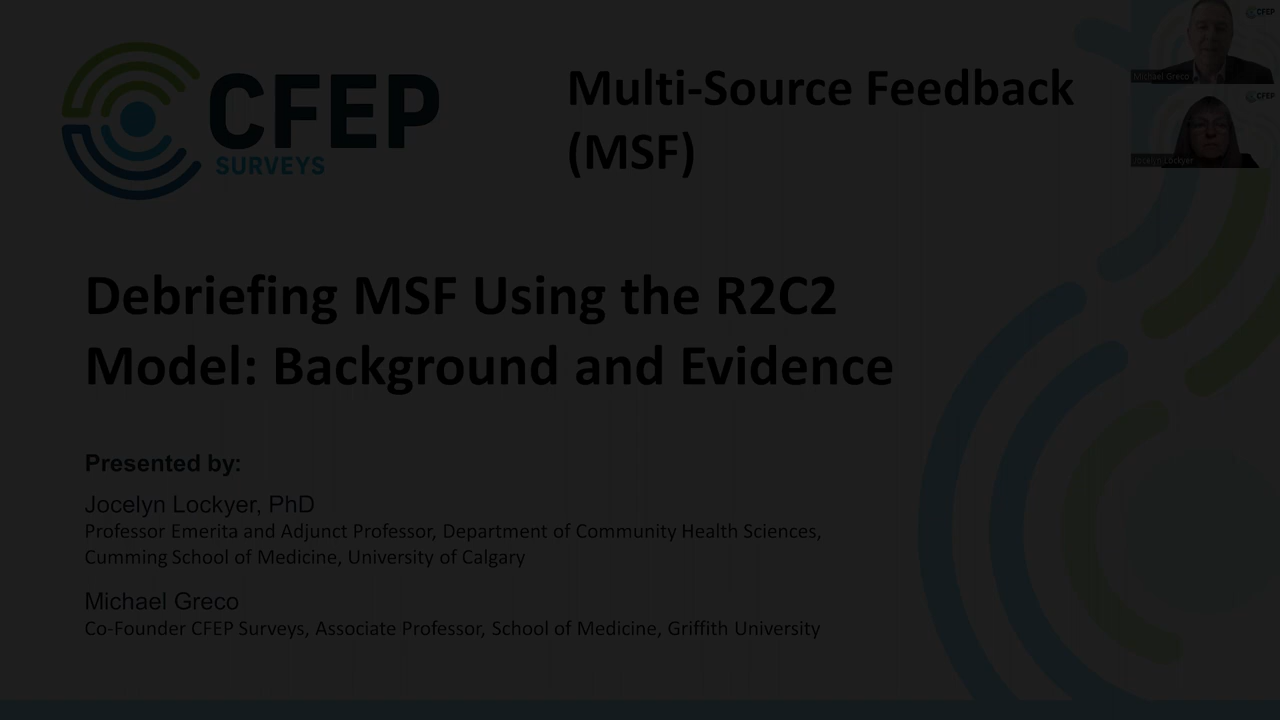 CFEP
SURVEYS
Multi-Source Feedback
(MSF)
CFEP
Michael Greco
CFEP
Jocelyn Lockyer
Debriefing MSF Using the R2C2
Model: Background and Evidence
Presented by:
Jocelyn Lockyer, PhD
Professor Emerita and Adjunct Professor, Department of Community Health Sciences,
Cumming School of Medicine, University of Calgary
Michael Greco
Co-Founder CFEP Surveys, Associate Professor, School of Medicine, Griffith University